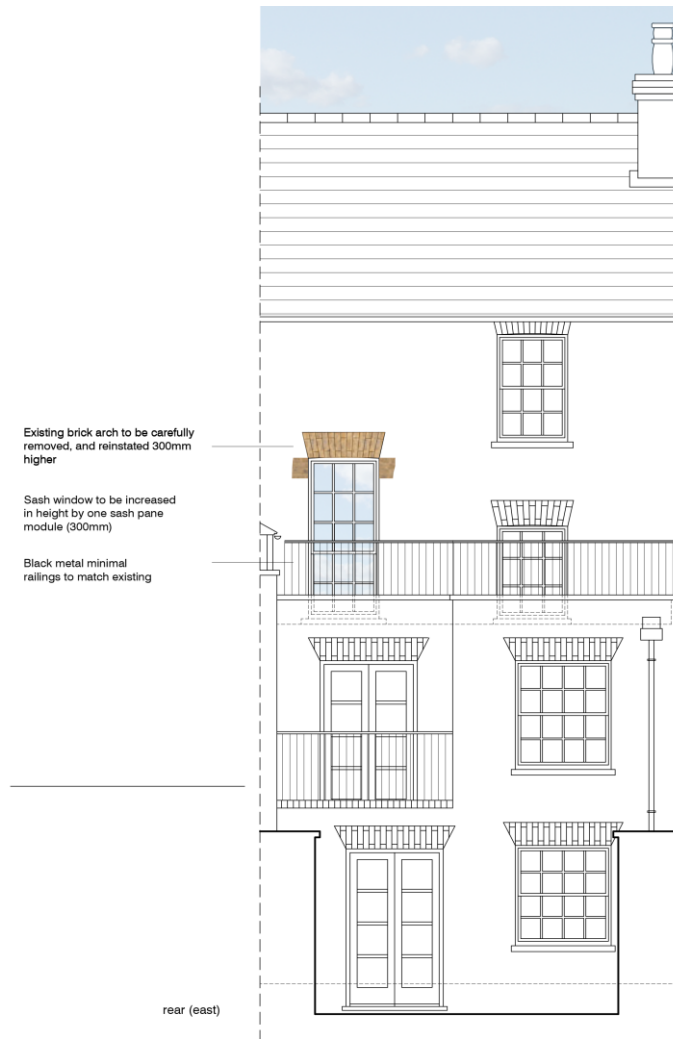 Existing brick arch to be carefully
removed, and reinstated 300mm
higher
Sash window to be increased
in height by one sash pane
module (300mm)
Black metal minimal
railings to match existing
rear (east)